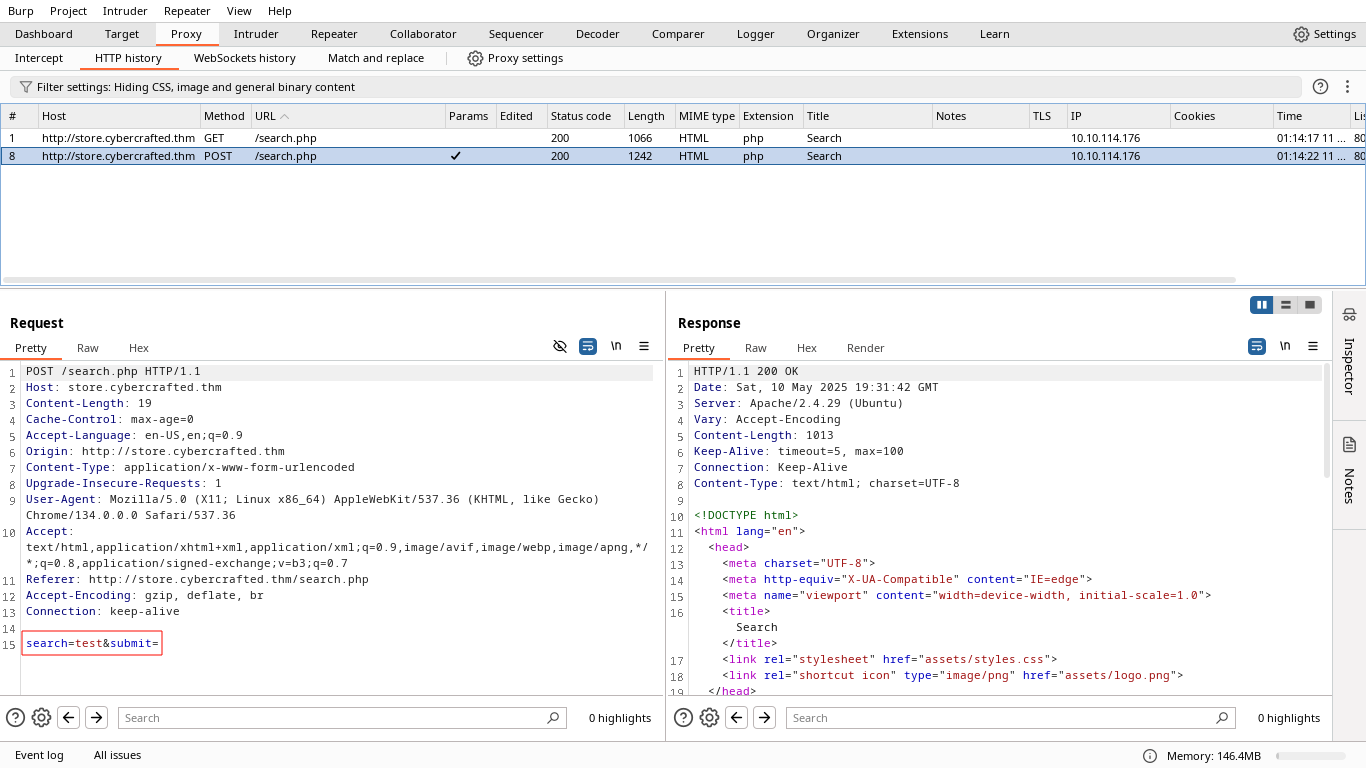 Burp Project Intruder Repeater View Help
Dashboard Target Proxy Intruder Repeater Collaborator Sequencer Decoder Comparer Logger Organizer Extensions Learn Settings
Intercept HTTP history WebSockets history Match and replace Proxy settings
Filter settings: Hiding CSS, image and general binary content
# Host Method URL Params Edited Status code Length MIME type Extension Title Notes TLS IP Cookies Time Lis
1 http://store.cybercrafted.thm GET /search.php 200 1066 HTML php Search 10.10.114.176 01:14:17 11 ... 80
8 http://store.cybercrafted.thm POST /search.php ✓ 200 1242 HTML php Search 10.10.114.176 01:14:22 11 ... 80
Request
Pretty Raw Hex \n
1 POST /search.php HTTP/1.1
2 Host: store.cybercrafted.thm
3 Content-Length: 19
4 Cache-Control: max-age=0
5 Accept-Language: en-US,en;q=0.9
6 Origin: http://store.cybercrafted.thm
7 Content-Type: application/x-www-form-urlencoded
8 Upgrade-Insecure-Requests: 1
9 User-Agent: Mozilla/5.0 (X11; Linux x86_64) AppleWebKit/537.36 (KHTML, like Gecko)
Chrome/134.0.0.0 Safari/537.36
10 Accept:
text/html,application/xhtml+xml,application/xml;q=0.9,image/avif,image/webp,image/apng,*/
*;q=0.8,application/signed-exchange;v=b3;q=0.7
11 Referer: http://store.cybercrafted.thm/search.php
12 Accept-Encoding: gzip, deflate, br
13 Connection: keep-alive
14
15 search=test&submit=
Search 0 highlights
Response
Pretty Raw Hex Render \n
1 HTTP/1.1 200 OK
2 Date: Sat, 10 May 2025 19:31:42 GMT
3 Server: Apache/2.4.29 (Ubuntu)
4 Vary: Accept-Encoding
5 Content-Length: 1013
6 Keep-Alive: timeout=5, max=100
7 Connection: Keep-Alive
8 Content-Type: text/html; charset=UTF-8
9
10 <!DOCTYPE html>
11 <html lang="en">
12 <head>
13 <meta charset="UTF-8">
14 <meta http-equiv="X-UA-Compatible" content="IE=edge">
15 <meta name="viewport" content="width=device-width, initial-scale=1.0">
16 <title>
Search
</title>
17 <link rel="stylesheet" href="assets/styles.css">
18 <link rel="shortcut icon" type="image/png" href="assets/logo.png">
19 </head>
Search 0 highlights
Inspector
Notes
Event log All issues Memory: 146.4MB